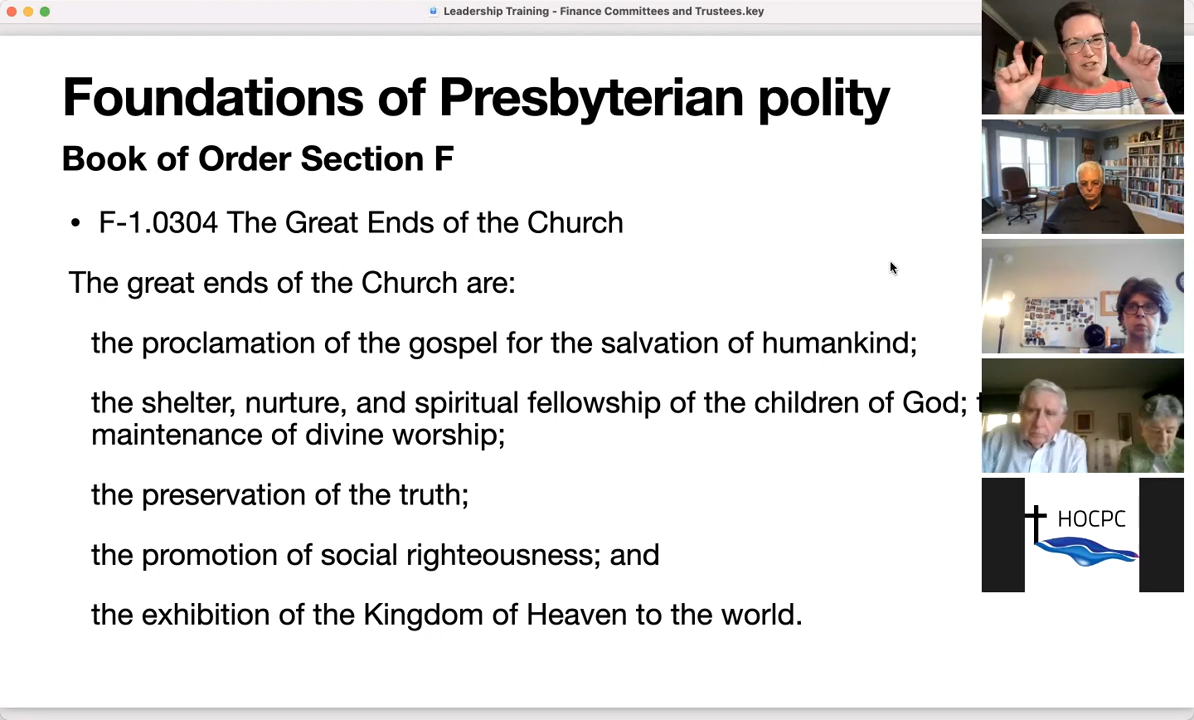 Leadership Training - Finance Committees and Trustees.key
Foundations of Presbyterian polity
Book of Order Section F
• F-1.0304 The Great Ends of the Church
The great ends of the Church are:
the proclamation of the gospel for the salvation of humankind;
the shelter, nurture, and spiritual fellowship of the children of God;
maintenance of divine worship;
the preservation of the truth;
the promotion of social righteousness; and
the exhibition of the Kingdom of Heaven to the world.
HOCPC